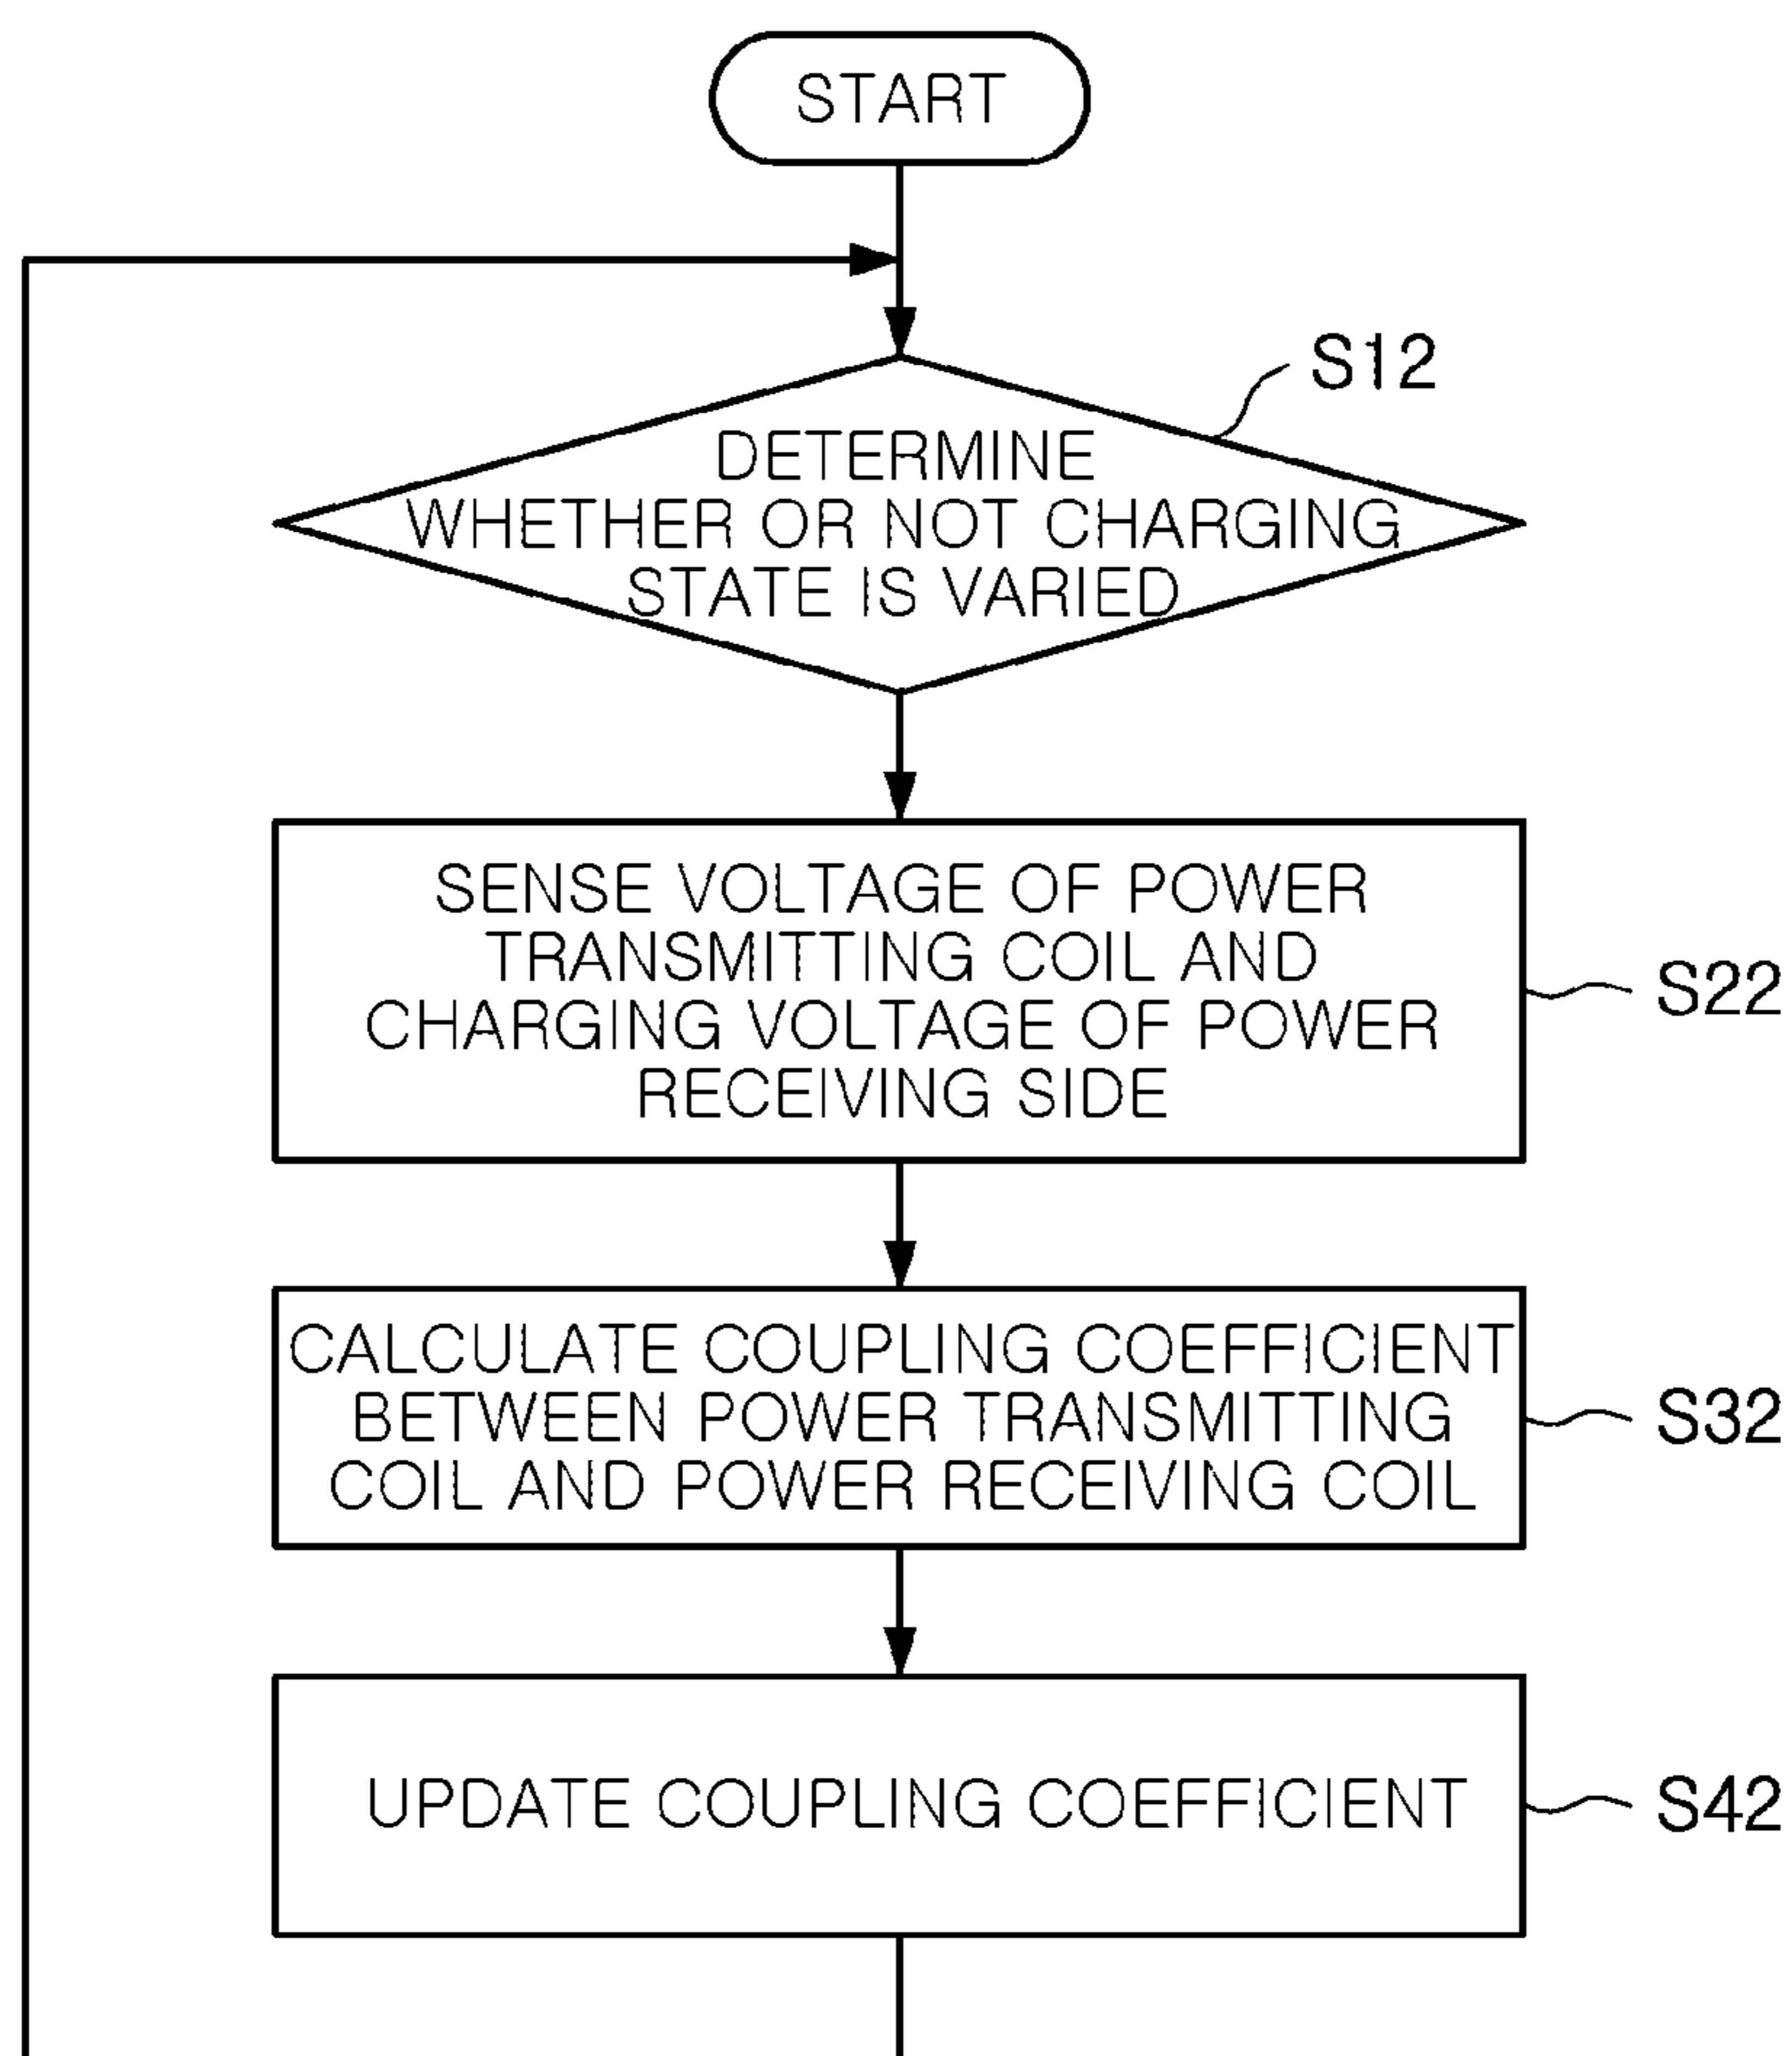 START
S12
DETERMINE
WHETHER OR NOT CHARGING
STATE IS VARIED
SENSE VOLTAGE OF POWER
TRANSMITTING COIL AND
CHARGING VOLTAGE OF POWER
RECEIVING SIDE
S22
CALCULATE COUPLING COEFFICIENT
BETWEEN POWER TRANSMITTING
COIL AND POWER RECEIVING COIL
S32
UPDATE COUPLING COEFFICIENT
S42